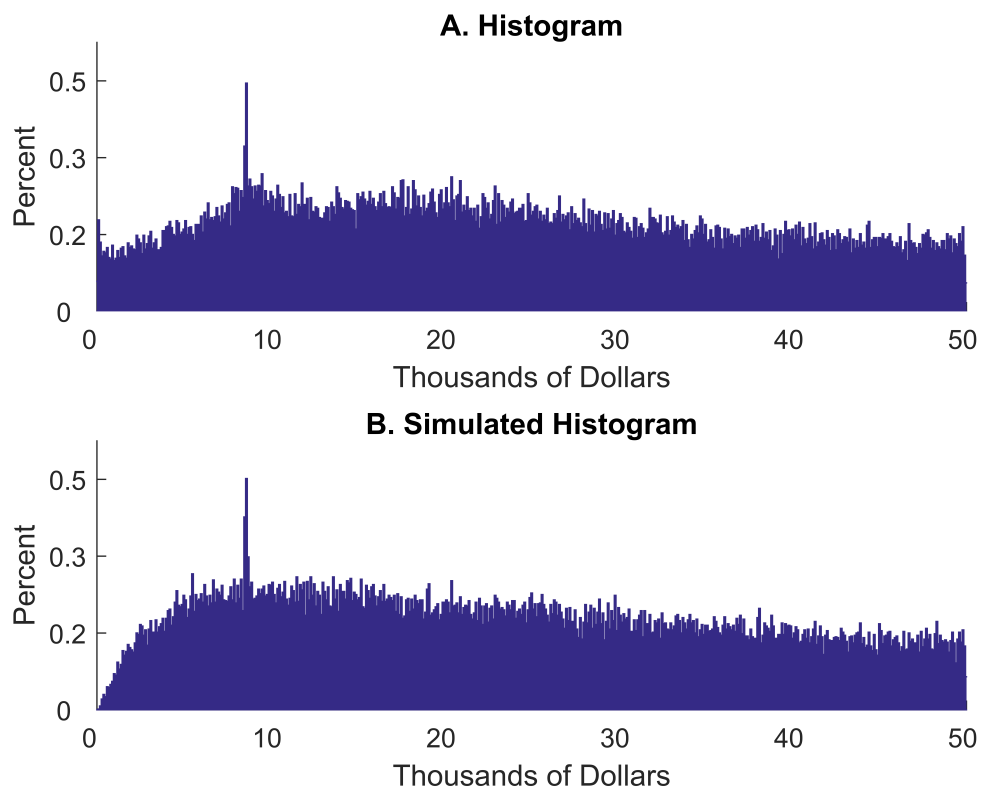 A. Histogram
Percent
0.5
0.3
0.2
0
0 10 20 30 40 50
Thousands of Dollars
B. Simulated Histogram
Percent
0.5
0.3
0.2
0
0 10 20 30 40 50
Thousands of Dollars